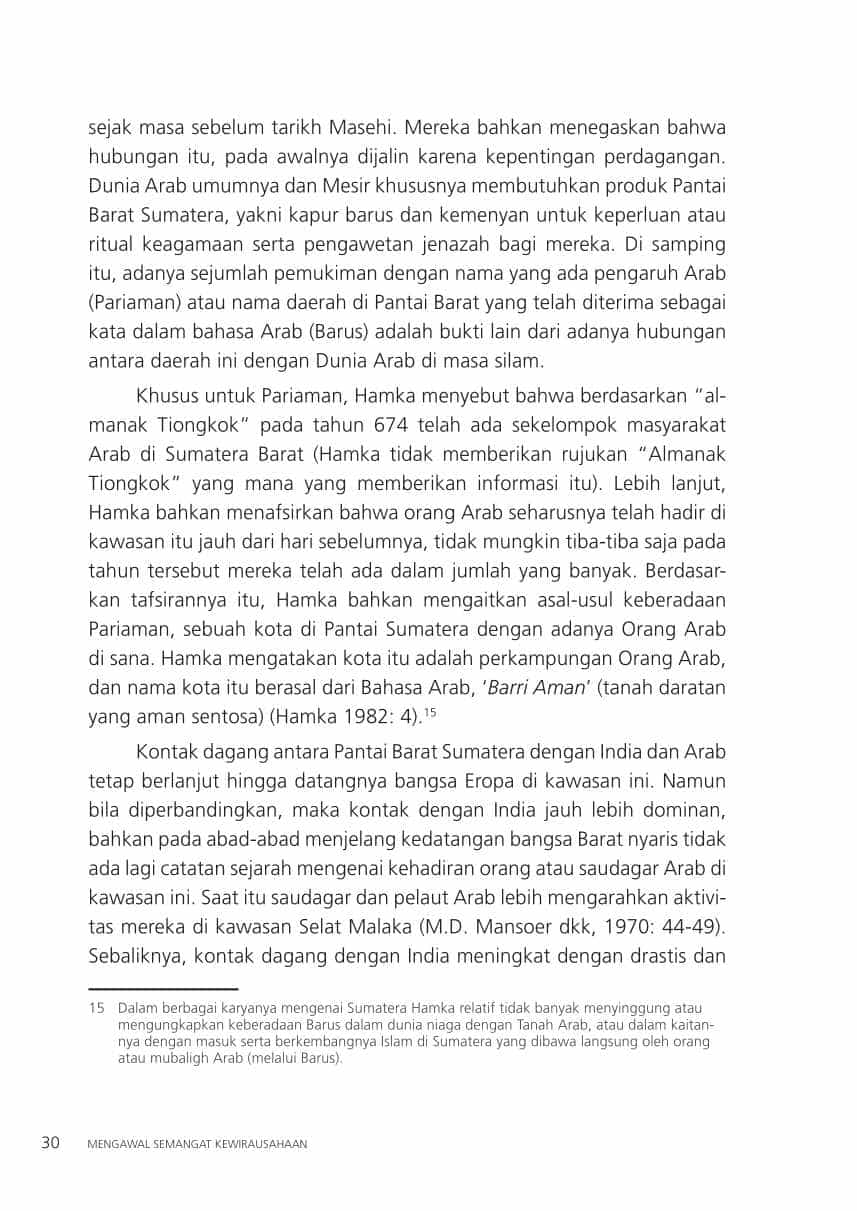 sejak masa sebelum tarikh Masehi. Mereka bahkan menegaskan bahwa
hubungan itu, pada awalnya dijalin karena kepentingan perdagangan.
Dunia Arab umumnya dan Mesir khususnya membutuhkan produk Pantai
Barat Sumatera, yakni kapur barus dan kemenyan untuk keperluan atau
ritual keagamaan serta pengawetan jenazah bagi mereka. Di samping
itu, adanya sejumlah pemukiman dengan nama yang ada pengaruh Arab
(Pariaman) atau nama daerah di Pantai Barat yang telah diterima sebagai
kata dalam bahasa Arab (Barus) adalah bukti lain dari adanya hubungan
antara daerah ini dengan Dunia Arab di masa silam.
Khusus untuk Pariaman, Hamka menyebut bahwa berdasarkan “al-
manak Tiongkok” pada tahun 674 telah ada sekelompok masyarakat
Arab di Sumatera Barat (Hamka tidak memberikan rujukan “Almanak
Tiongkok” yang mana yang memberikan informasi itu). Lebih lanjut,
Hamka bahkan menafsirkan bahwa orang Arab seharusnya telah hadir di
kawasan itu jauh dari hari sebelumnya, tidak mungkin tiba-tiba saja pada
tahun tersebut mereka telah ada dalam jumlah yang banyak. Berdasar-
kan tafsirannya itu, Hamka bahkan mengaitkan asal-usul keberadaan
Pariaman, sebuah kota di Pantai Sumatera dengan adanya Orang Arab
di sana. Hamka mengatakan kota itu adalah perkampungan Orang Arab,
dan nama kota itu berasal dari Bahasa Arab, ‘Barri Aman’ (tanah daratan
yang aman sentosa) (Hamka 1982: 4).15
Kontak dagang antara Pantai Barat Sumatera dengan India dan Arab
tetap berlanjut hingga datangnya bangsa Eropa di kawasan ini. Namun
bila diperbandingkan, maka kontak dengan India jauh lebih dominan,
bahkan pada abad-abad menjelang kedatangan bangsa Barat nyaris tidak
ada lagi catatan sejarah mengenai kehadiran orang atau saudagar Arab di
kawasan ini. Saat itu saudagar dan pelaut Arab lebih mengarahkan aktivi-
tas mereka di kawasan Selat Malaka (M.D. Mansoer dkk, 1970: 44-49).
Sebaliknya, kontak dagang dengan India meningkat dengan drastis dan
15 Dalam berbagai karyanya mengenai Sumatera Hamka relatif tidak banyak menyinggung atau
mengungkapkan keberadaan Barus dalam dunia niaga dengan Tanah Arab, atau dalam kaitan-
nya dengan masuk serta berkembangnya Islam di Sumatera yang dibawa langsung oleh orang
atau mubaligh Arab (melalui Barus).
30 MENGAWAL SEMANGAT KEWIRAUSAHAAN